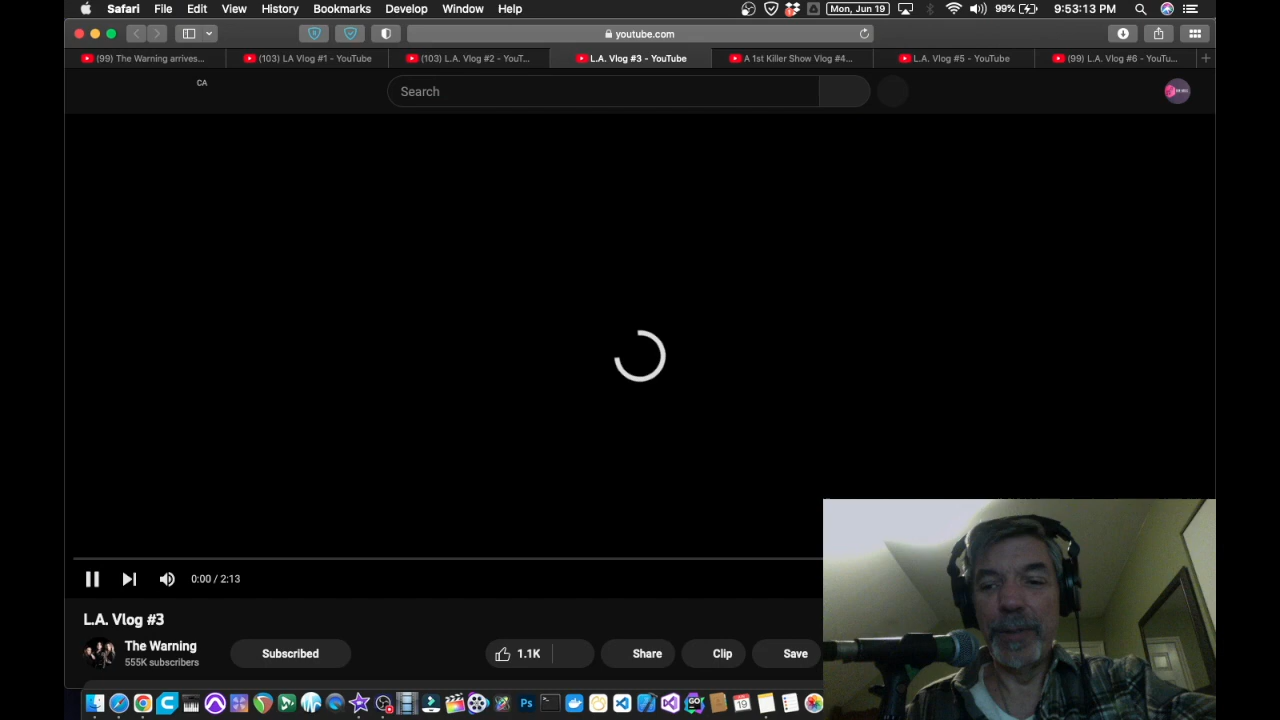 Safari File Edit View History Bookmarks Develop Window Help Mon, Jun 19 99% 9:53:13 PM
youtube.com
(99) The Warning arrives... (103) LA Vlog #1 - YouTube (103) L.A. Vlog #2 - YouT... L.A. Vlog #3 - YouTube A 1st Killer Show Vlog #4... L.A. Vlog #5 - YouTube (99) L.A. Vlog #6 - YouTu...
CA
Search
0:00 / 2:13
L.A. Vlog #3
The Warning
555K subscribers
Subscribed
1.1K
Share
Clip
Save
Ps
GO
19